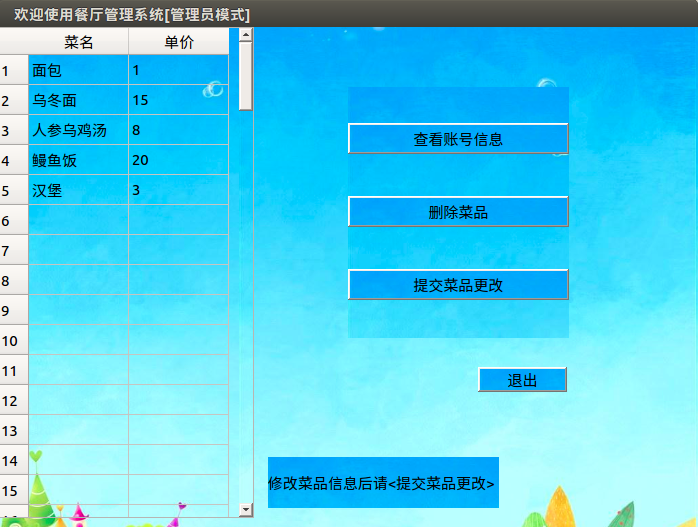 欢迎使用餐厅管理系统[管理员模式]
菜名 单价
1 面包 1
2 乌冬面 15
3 人参乌鸡汤 8
4 鳗鱼饭 20
5 汉堡 3
6
7
8
9
10
11
12
13
14
15
查看账号信息
删除菜品
提交菜品更改
退出
修改菜品信息后请<提交菜品更改>